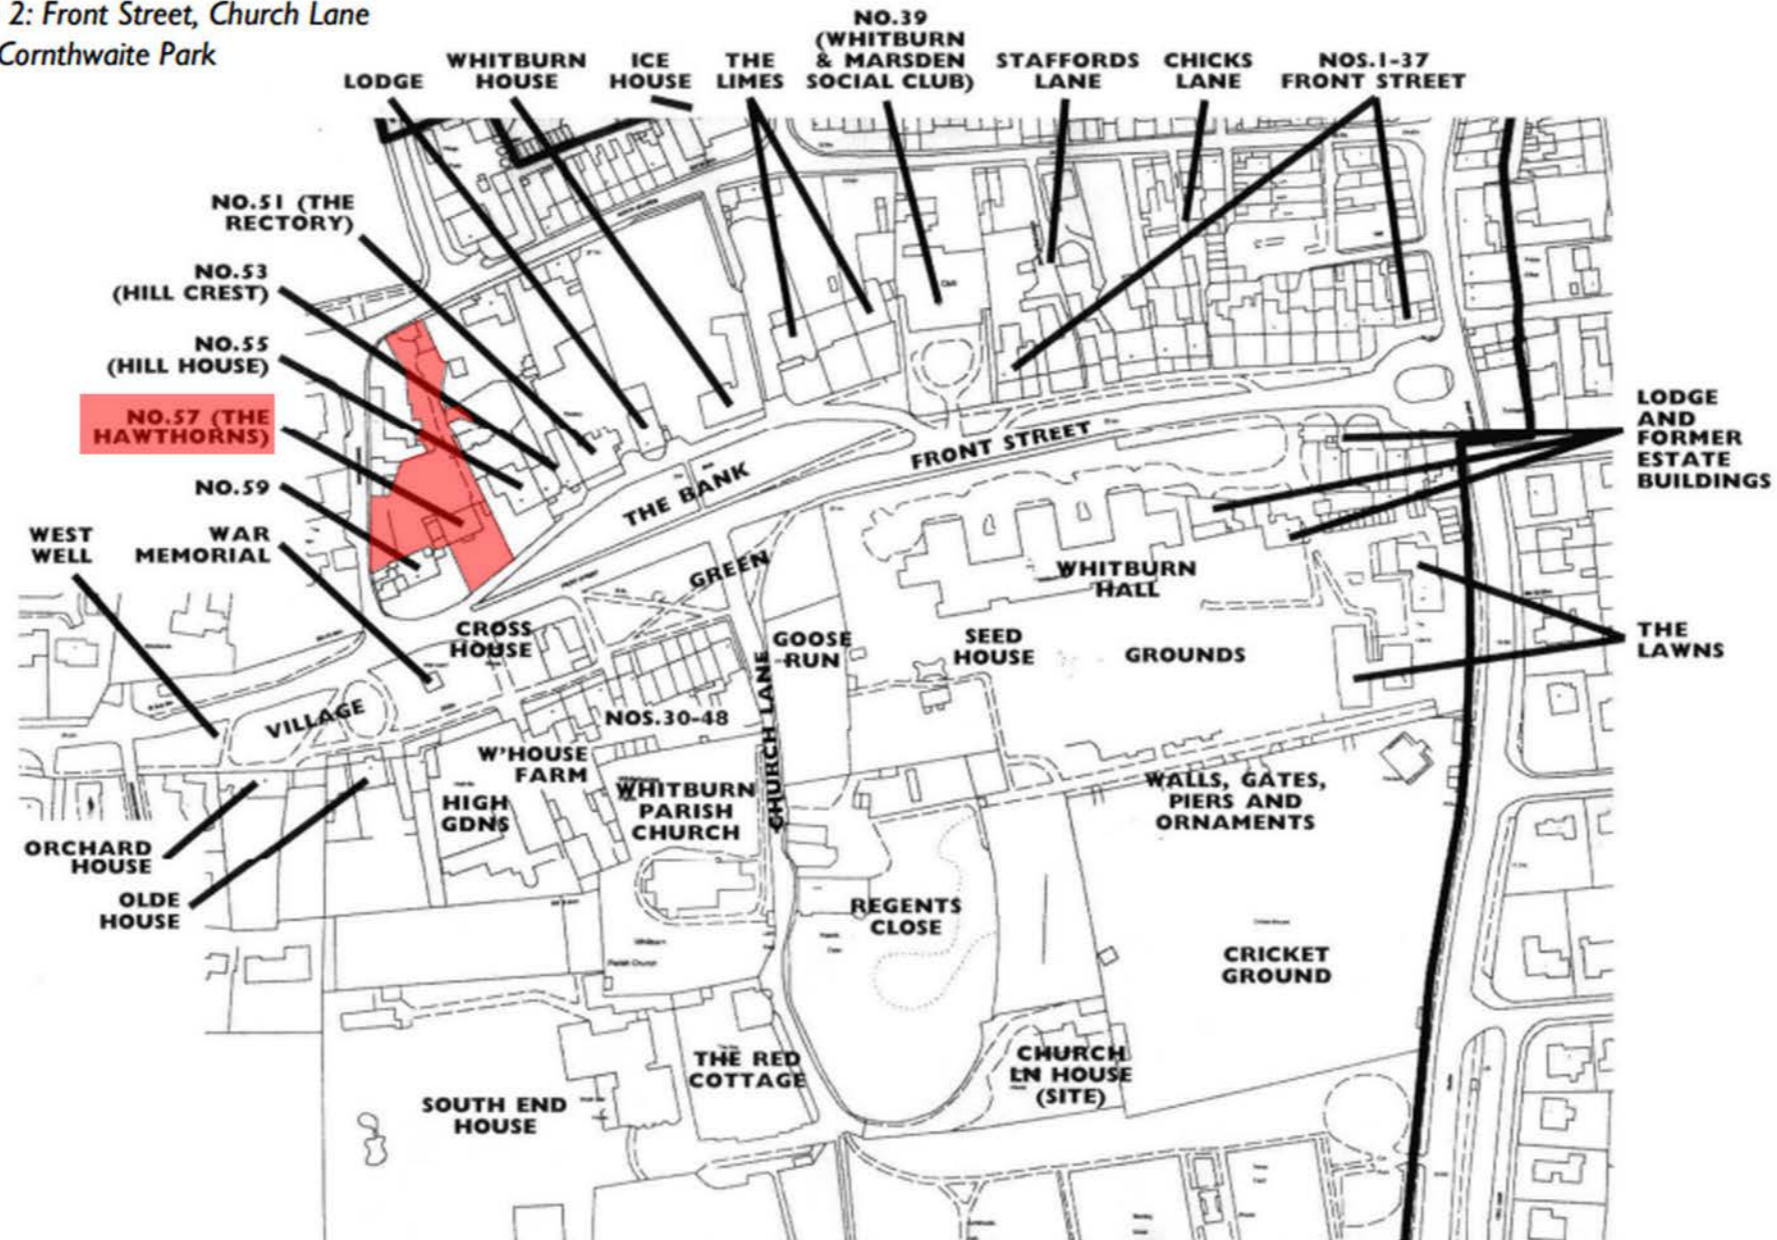 2: Front Street, Church Lane
Cornthwaite Park
LODGE
WHITBURN
HOUSE
ICE
HOUSE
THE
LIMES
NO.39
(WHITBURN
& MARSDEN
SOCIAL CLUB)
STAFFORDS
LANE
CHICKS
LANE
NOS.1-37
FRONT STREET
NO.51 (THE
RECTORY)
NO.53
(HILL CREST)
NO.55
(HILL HOUSE)
NO.57 (THE
HAWTHORNS)
NO.59
WAR
MEMORIAL
WEST
WELL
THE BANK
FRONT STREET
LODGE
AND
FORMER
ESTATE
BUILDINGS
GREEN
WHITBURN
HALL
CROSS
HOUSE
GOOSE
RUN
SEED
HOUSE
GROUNDS
THE
LAWNS
VILLAGE
NOS.30-48
CHURCH LANE
W'HOUSE
FARM
HIGH
GDNS
WHITBURN
PARISH
CHURCH
WALLS, GATES,
PIERS AND
ORNAMENTS
ORCHARD
HOUSE
OLDE
HOUSE
REGENTS
CLOSE
CRICKET
GROUND
Parish Church
THE RED
COTTAGE
CHURCH
LN HOUSE
(SITE)
SOUTH END
HOUSE